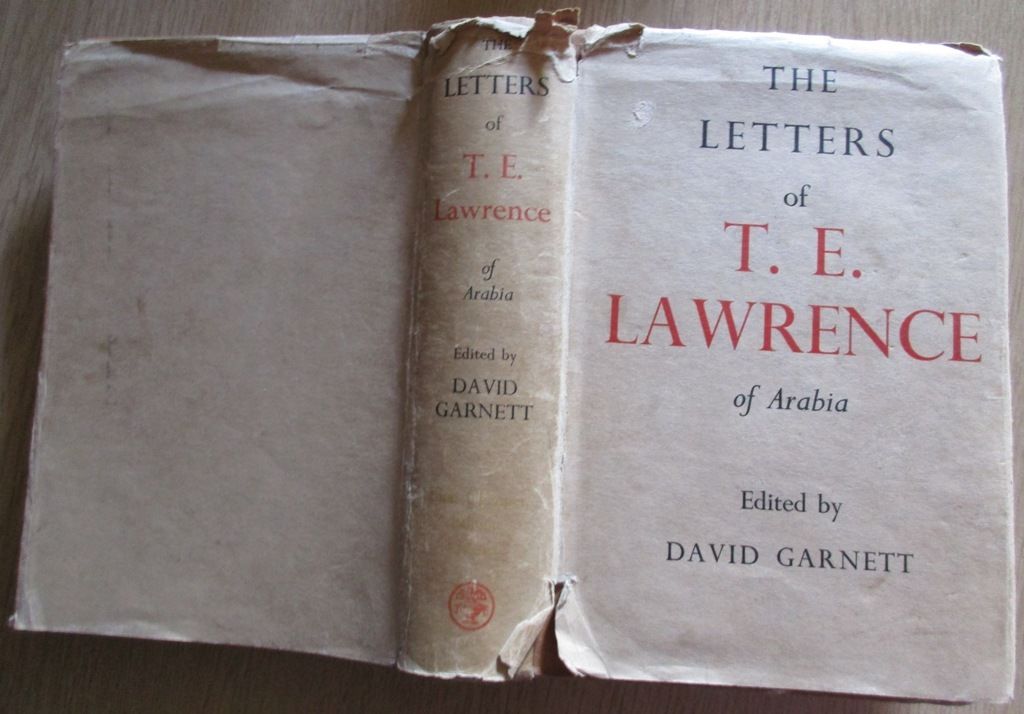 THE
LETTERS
of
T. E.
Lawrence
of
Arabia
Edited by
DAVID
GARNETT
THE
LETTERS
of
T. E.
LAWRENCE
of Arabia
Edited by
DAVID GARNETT